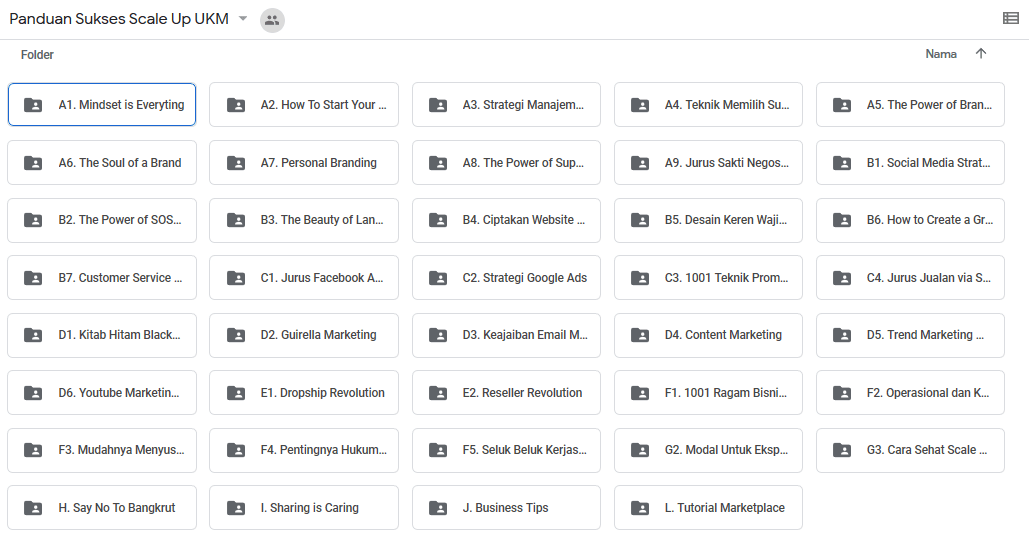 Panduan Sukses Scale Up UKM
Folder
Nama
A1. Mindset is Everyting
A2. How To Start Your ...
A3. Strategi Manajem...
A4. Teknik Memilih Su...
A5. The Power of Bran...
A6. The Soul of a Brand
A7. Personal Branding
A8. The Power of Sup...
A9. Jurus Sakti Negos...
B1. Social Media Strat...
B2. The Power of SOS...
B3. The Beauty of Lan...
B4. Ciptakan Website ...
B5. Desain Keren Waji...
B6. How to Create a Gr...
B7. Customer Service ...
C1. Jurus Facebook A...
C2. Strategi Google Ads
C3. 1001 Teknik Prom...
C4. Jurus Jualan via S...
D1. Kitab Hitam Black...
D2. Guirella Marketing
D3. Keajaiban Email M...
D4. Content Marketing
D5. Trend Marketing ...
D6. Youtube Marketin...
E1. Dropship Revolution
E2. Reseller Revolution
F1. 1001 Ragam Bisni...
F2. Operasional dan K...
F3. Mudahnya Menyus...
F4. Pentingnya Hukum...
F5. Seluk Beluk Kerjas...
G2. Modal Untuk Eksp...
G3. Cara Sehat Scale ...
H. Say No To Bangkrut
I. Sharing is Caring
J. Business Tips
L. Tutorial Marketplace